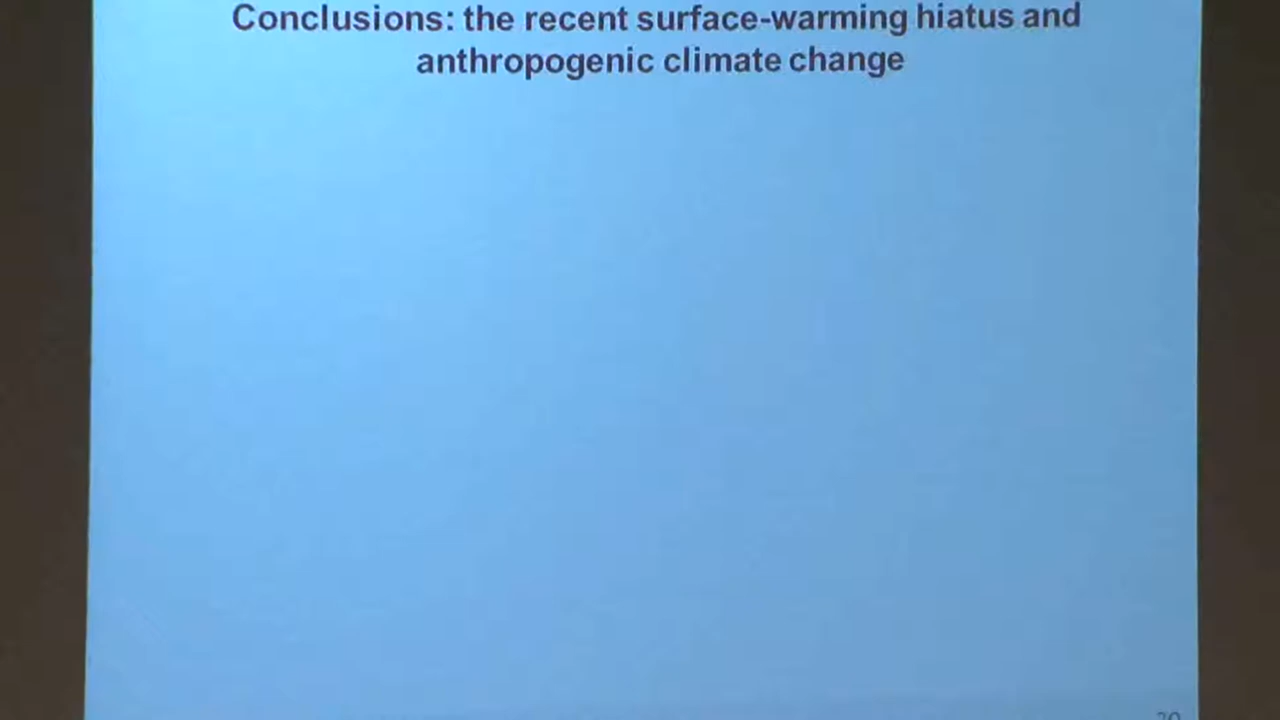 Conclusions: the recent surface-warming hiatus and
anthropogenic climate change